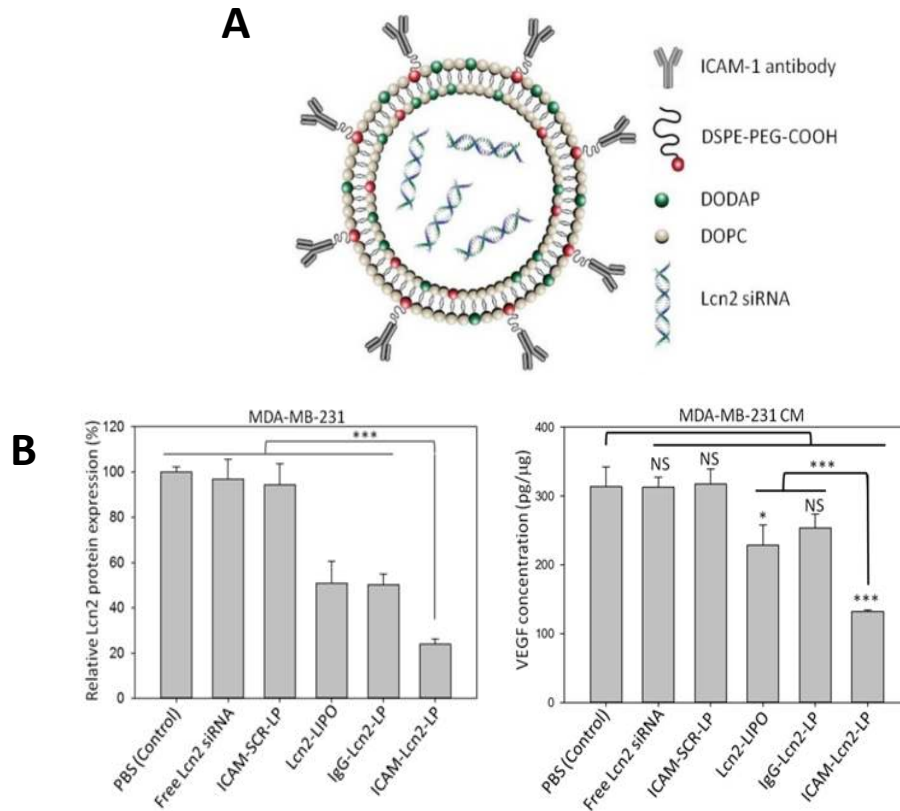 A
ICAM-1 antibody
DSPE-PEG-COOH
DODAP
DOPC
Lcn2 siRNA
B
MDA-MB-231
Relative Lcn2 protein expression (%)
120
100
80
60
40
20
0
***
PBS (Control)
Free Lcn2 siRNA
ICAM-SCR-LP
Lcn2-LIPO
IgG-Lcn2-LP
ICAM-Lcn2-LP
MDA-MB-231 CM
VEGF concentration (pg/µg)
400
300
200
100
0
NS
NS
*
NS
***
***
PBS (Control)
Free Lcn2 siRNA
ICAM-SCR-LP
Lcn2-LIPO
IgG-Lcn2-LP
ICAM-Lcn2-LP